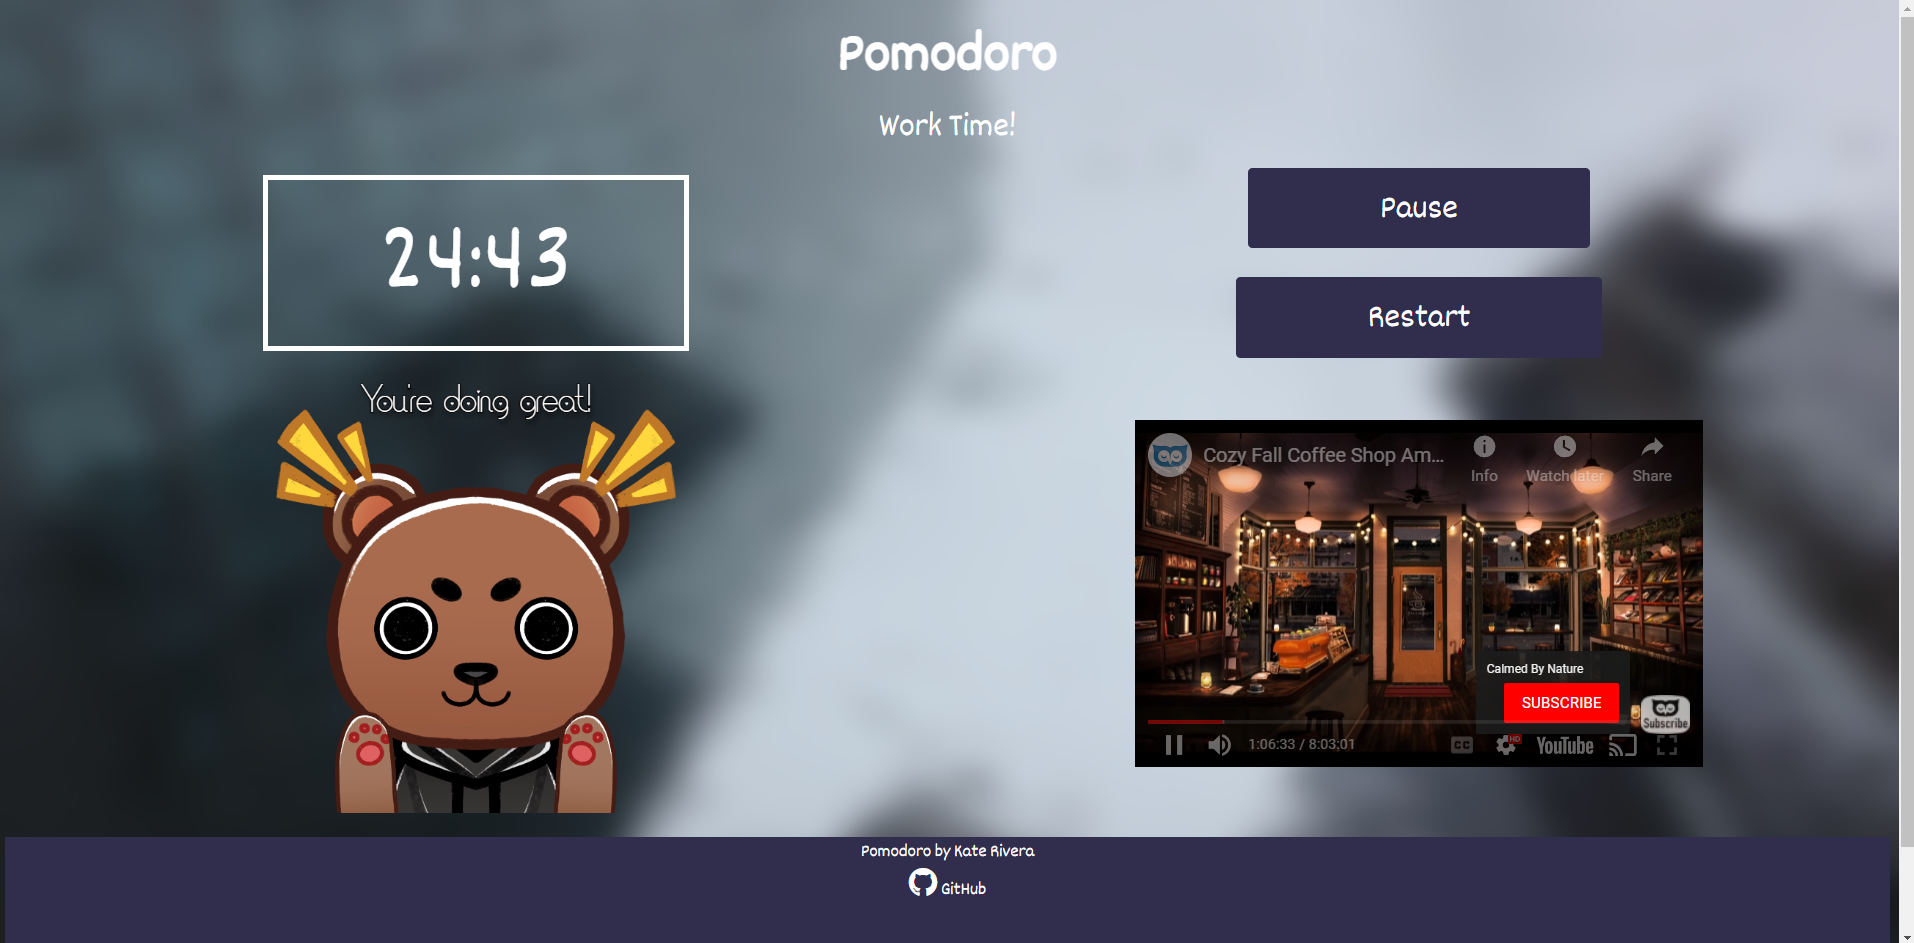 Pomodoro
Work Time!
24:43
Pause
Restart
You're doing great!
Cozy Fall Coffee Shop Am...
Info
Watch later
Share
Calmed By Nature
SUBSCRIBE
Subscribe
1:06:33 / 8:03:01
CC
HD
YouTube
Pomodoro by Kate Rivera
GitHub